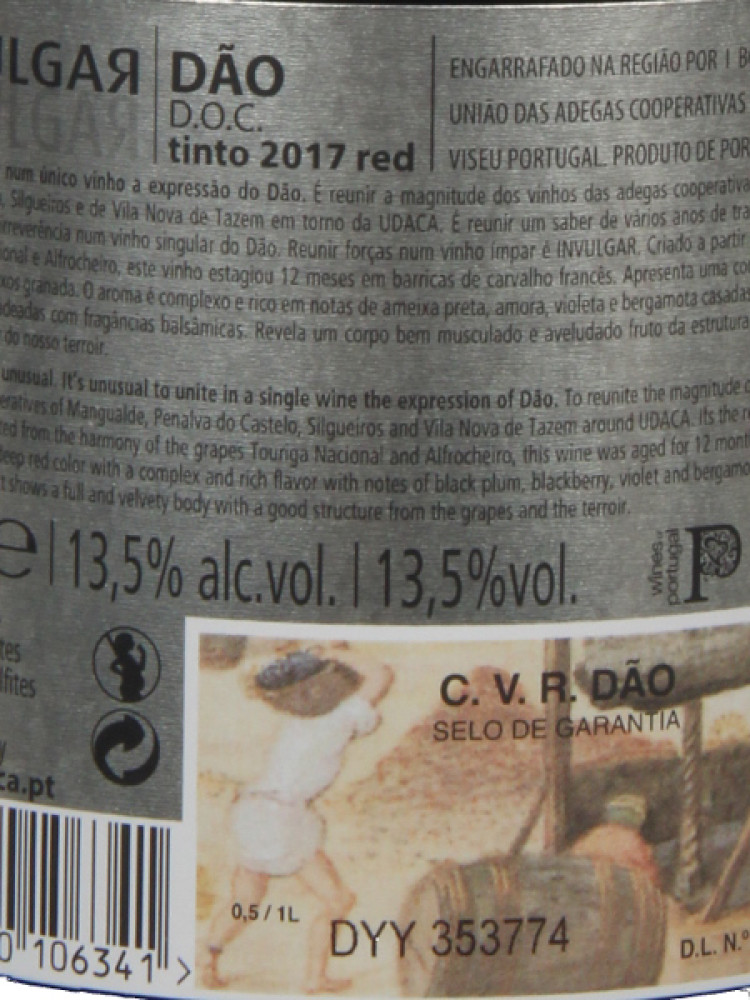 DÃO
D.O.C.
tinto 2017 red
ENGARRAFADO NA REGIÃO POR
UNIÃO DAS ADEGAS COOPERATIVAS
VISEU PORTUGAL. PRODUTO DE
num único vinho a expressão do Dão. É reunir a magnitude dos vinhos das adegas
Silgueiros e de Vila Nova de Tazem em torno da UDACA. É reunir um saber de vários anos de
num vinho singular do Dão. Reunir forças num vinho ímpar é INVULGAR. Criado a partir
e Alfrocheiro, este vinho estagiou 12 meses em barricas de carvalho francês. Apresenta uma
granada. O aroma é complexo e rico em notas de ameixa preta, amora, violeta e bergamota casadas
com fragâncias balsâmicas. Revela um corpo bem musculado e aveludado fruto da estrutura
do nosso terroir.
unusual. It's unusual to unite in a single wine the expression of Dão. To reunite the magnitude
of Mangualde, Penalva do Castelo, Silgueiros and Vila Nova de Tazem around UDACA. Its the
from the harmony of the grapes Touriga Nacional and Alfrocheiro, this wine was aged for 12
deep red color with a complex and rich flavor with notes of black plum, blackberry, violet and
shows a full and velvety body with a good structure from the grapes and the terroir.
e | 13,5% alc.vol. | 13,5%vol.
wines of
portugal
P
C. V. R. DÃO
SELO DE GARANTIA
0,5 / 1L
DYY 353774
D.L. N.º
0 106341 >